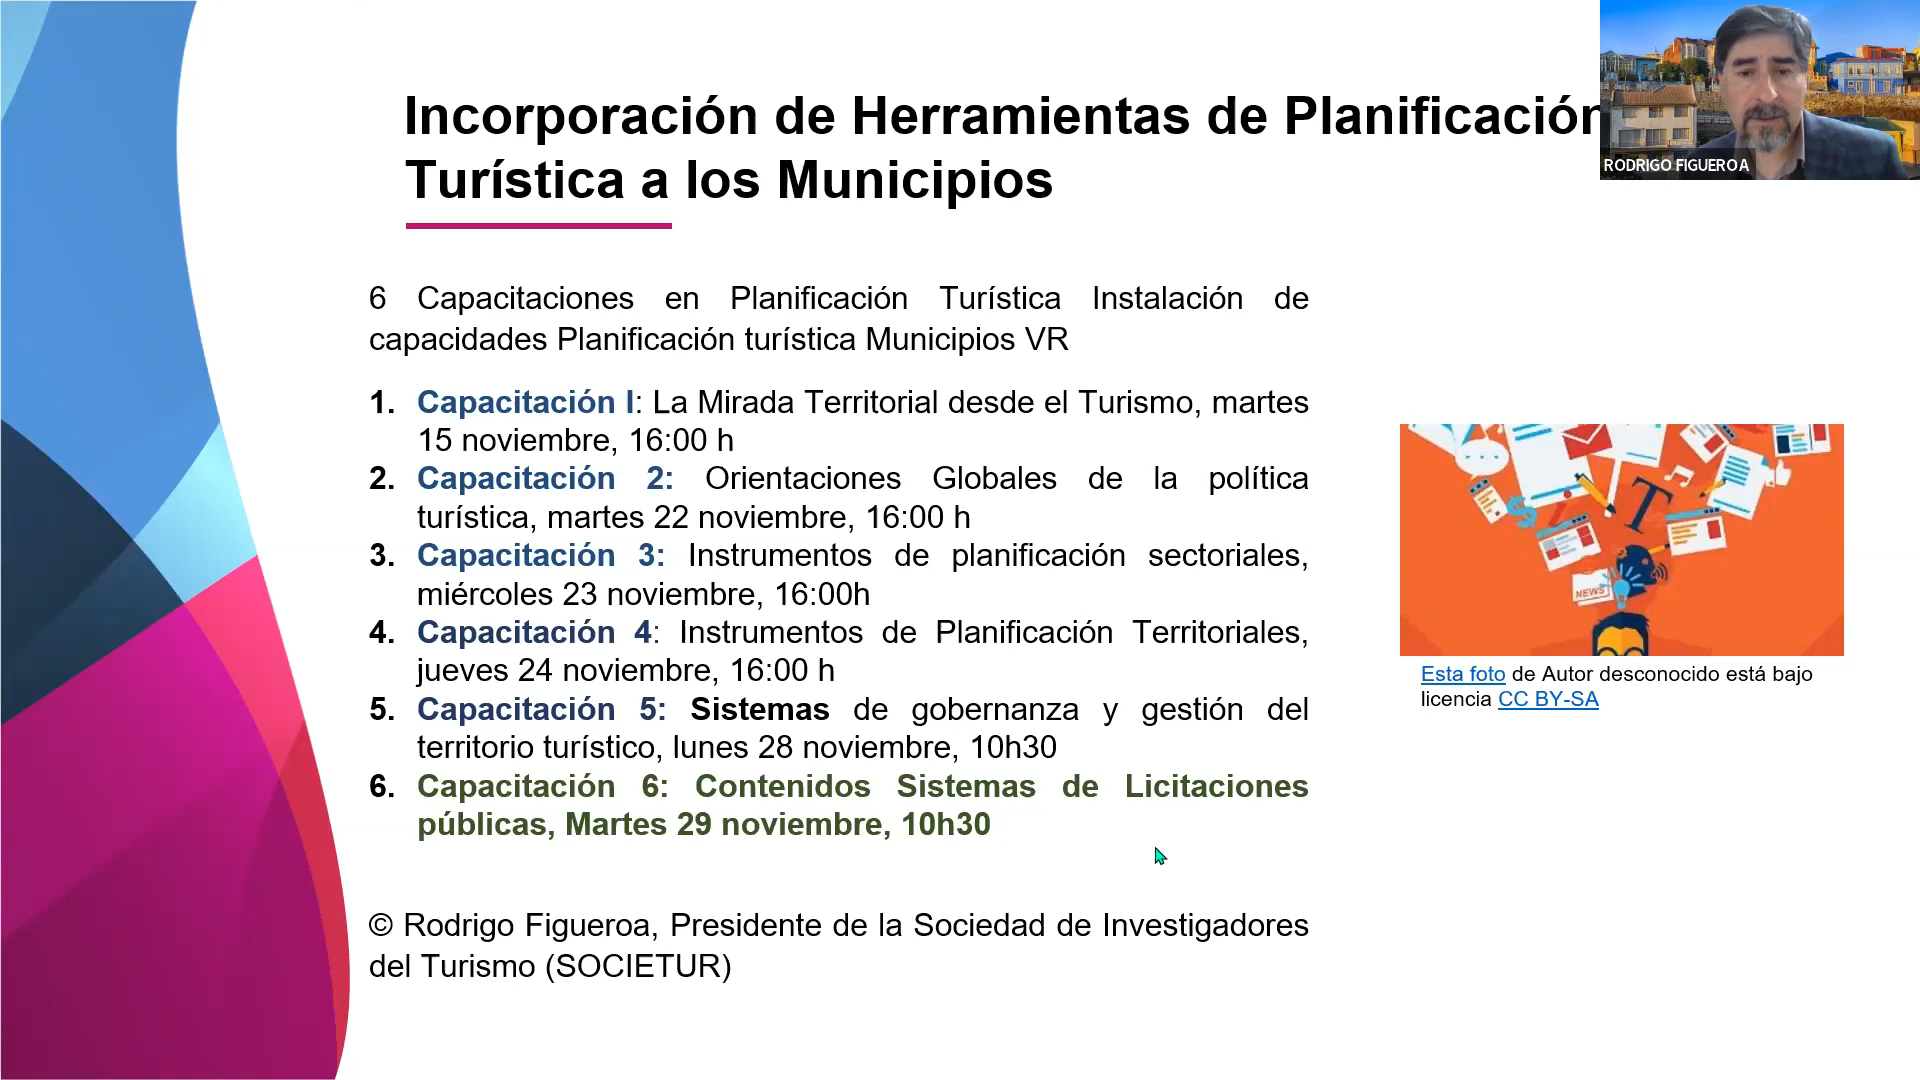 Incorporación de Herramientas de Planificación
Turística a los Municipios
RODRIGO FIGUEROA
6 Capacitaciones en Planificación Turística Instalación de
capacidades Planificación turística Municipios VR
1. Capacitación I: La Mirada Territorial desde el Turismo, martes
15 noviembre, 16:00 h
2. Capacitación 2: Orientaciones Globales de la política
turística, martes 22 noviembre, 16:00 h
3. Capacitación 3: Instrumentos de planificación sectoriales,
miércoles 23 noviembre, 16:00h
4. Capacitación 4: Instrumentos de Planificación Territoriales,
jueves 24 noviembre, 16:00 h
5. Capacitación 5: Sistemas de gobernanza y gestión del
territorio turístico, lunes 28 noviembre, 10h30
6. Capacitación 6: Contenidos Sistemas de Licitaciones
públicas, Martes 29 noviembre, 10h30
T
NEWS
Esta foto de Autor desconocido está bajo
licencia CC BY-SA
© Rodrigo Figueroa, Presidente de la Sociedad de Investigadores
del Turismo (SOCIETUR)